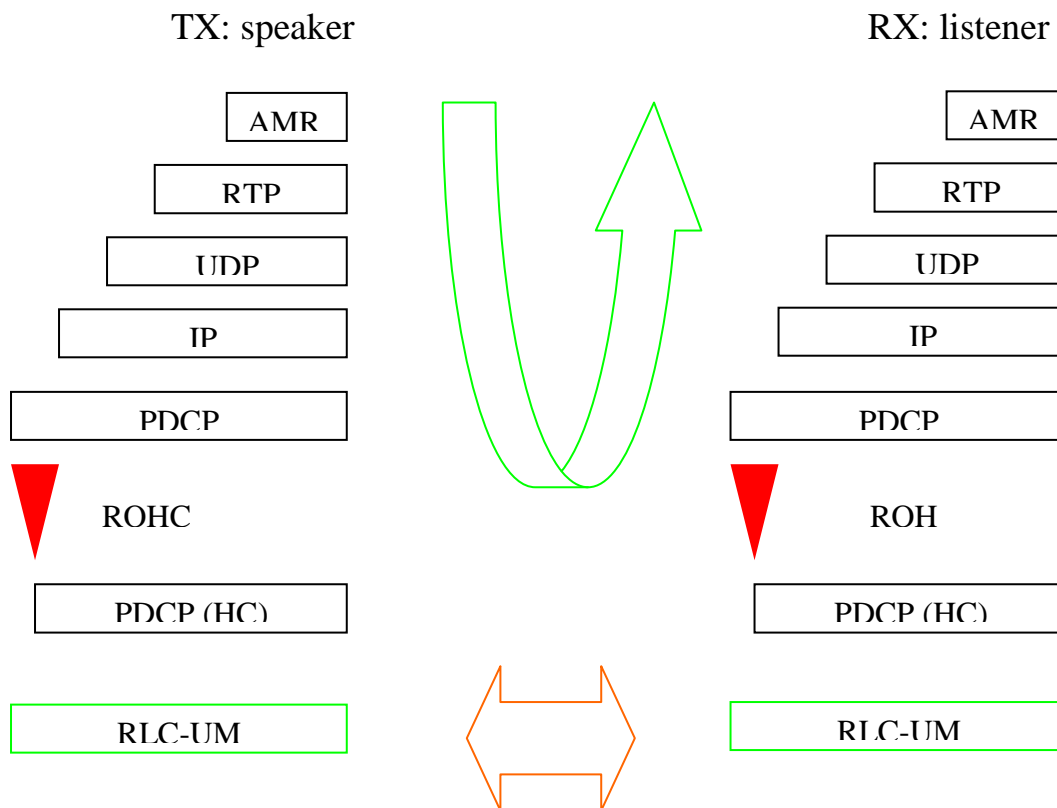 TX: speaker
RX: listener
AMR
AMR
RTP
RTP
UDP
UDP
IP
IP
PDCP
PDCP
ROHC
ROH
PDCP (HC)
PDCP (HC)
RLC-UM
RLC-UM